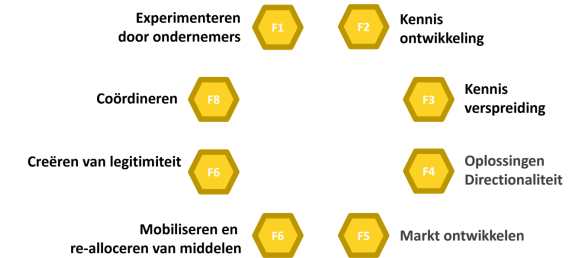 Experimenteren
door ondernemers
F1
F2
Kennis
ontwikkeling
Coördineren
F8
F3
Kennis
verspreiding
Creëren van legitimiteit
F6
F4
Oplossingen
Directionaliteit
Mobiliseren en
re-alloceren van middelen
F6
F5
Markt ontwikkelen